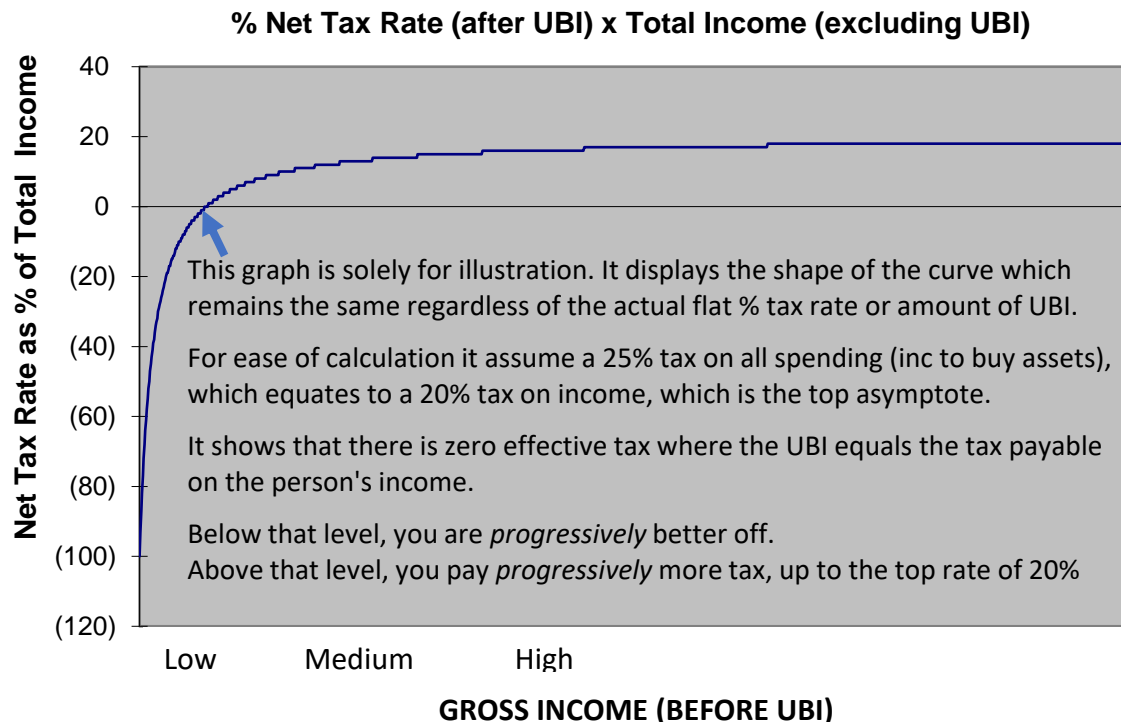 % Net Tax Rate (after UBI) x Total Income (excluding UBI)
Net Tax Rate as % of Total Income
40
20
0
(20)
(40)
(60)
(80)
(100)
(120)
This graph is solely for illustration. It displays the shape of the curve which
remains the same regardless of the actual flat % tax rate or amount of UBI.
For ease of calculation it assume a 25% tax on all spending (inc to buy assets),
which equates to a 20% tax on income, which is the top asymptote.
It shows that there is zero effective tax where the UBI equals the tax payable
on the person's income.
Below that level, you are progressively better off.
Above that level, you pay progressively more tax, up to the top rate of 20%
Low Medium High
GROSS INCOME (BEFORE UBI)